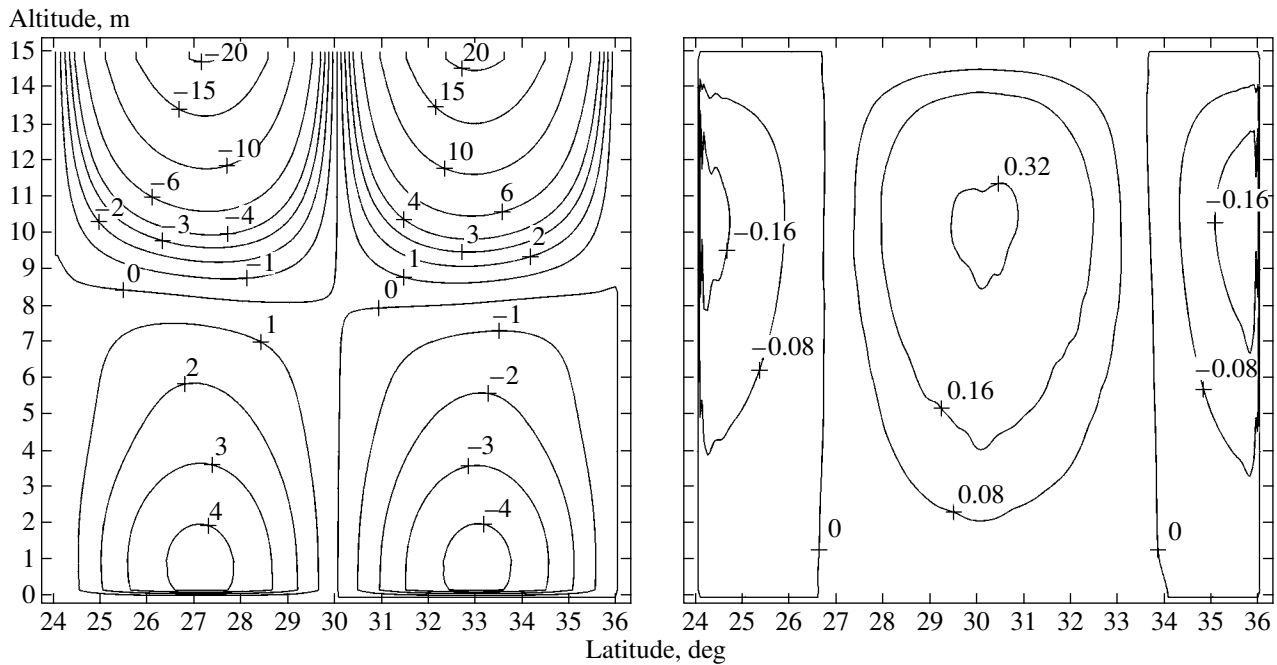 Altitude, m
15 −20 20
14 −15 15
13
12 −10 10 0.32
11 −6 6
10 −2 −3 −4 4 3 2 −0.16 −0.16
9 0 −1 1 0
8
7 1 −1 −0.08
6 2 −2 −0.08
5 0.16
4 3 −3
3 0.08
2 4 −4 0 0
1
0
24 25 26 27 28 29 30 31 32 33 34 35 36 24 25 26 27 28 29 30 31 32 33 34 35 36
Latitude, deg